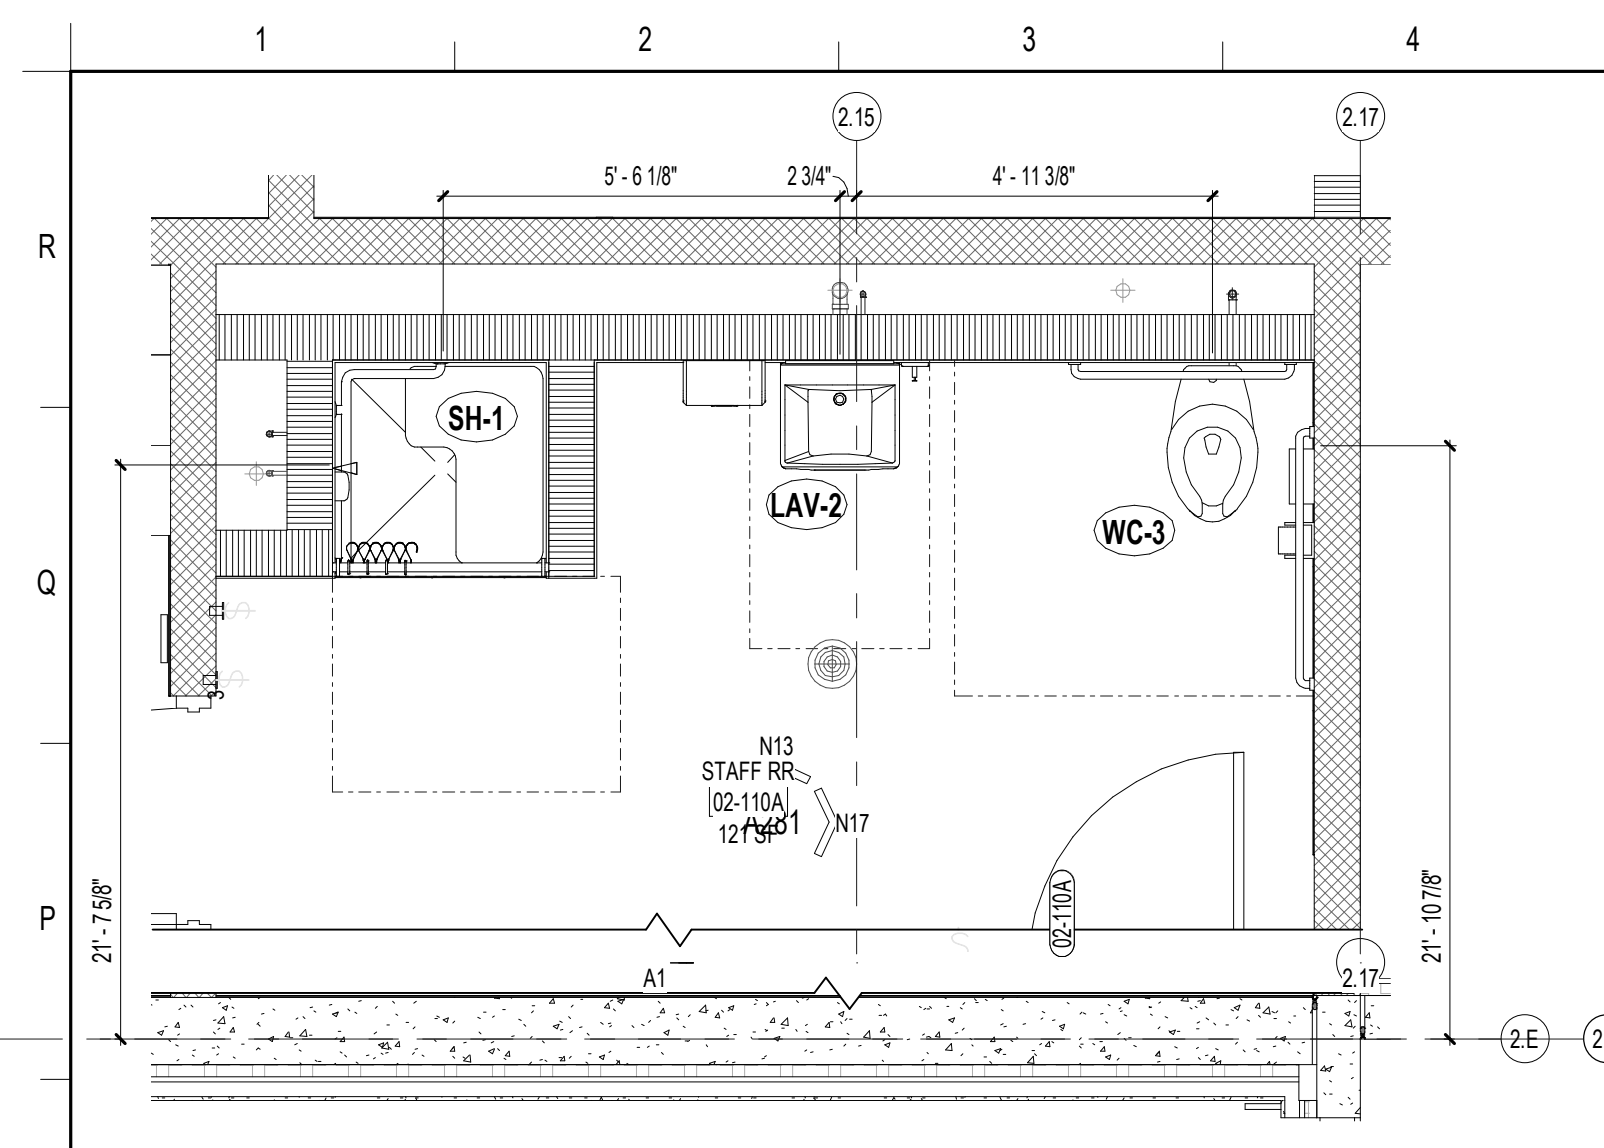 1 2 3 4
2.15 2.17
5' - 6 1/8" 2 3/4" 4' - 11 3/8"
R
SH-1
LAV-2
WC-3
Q
$
$
3
N13
STAFF RR
02-110A
121 SF
N17
P
21' - 7 5/8"
02-110A
21' - 10 7/8"
A1
2.17
2.E
2